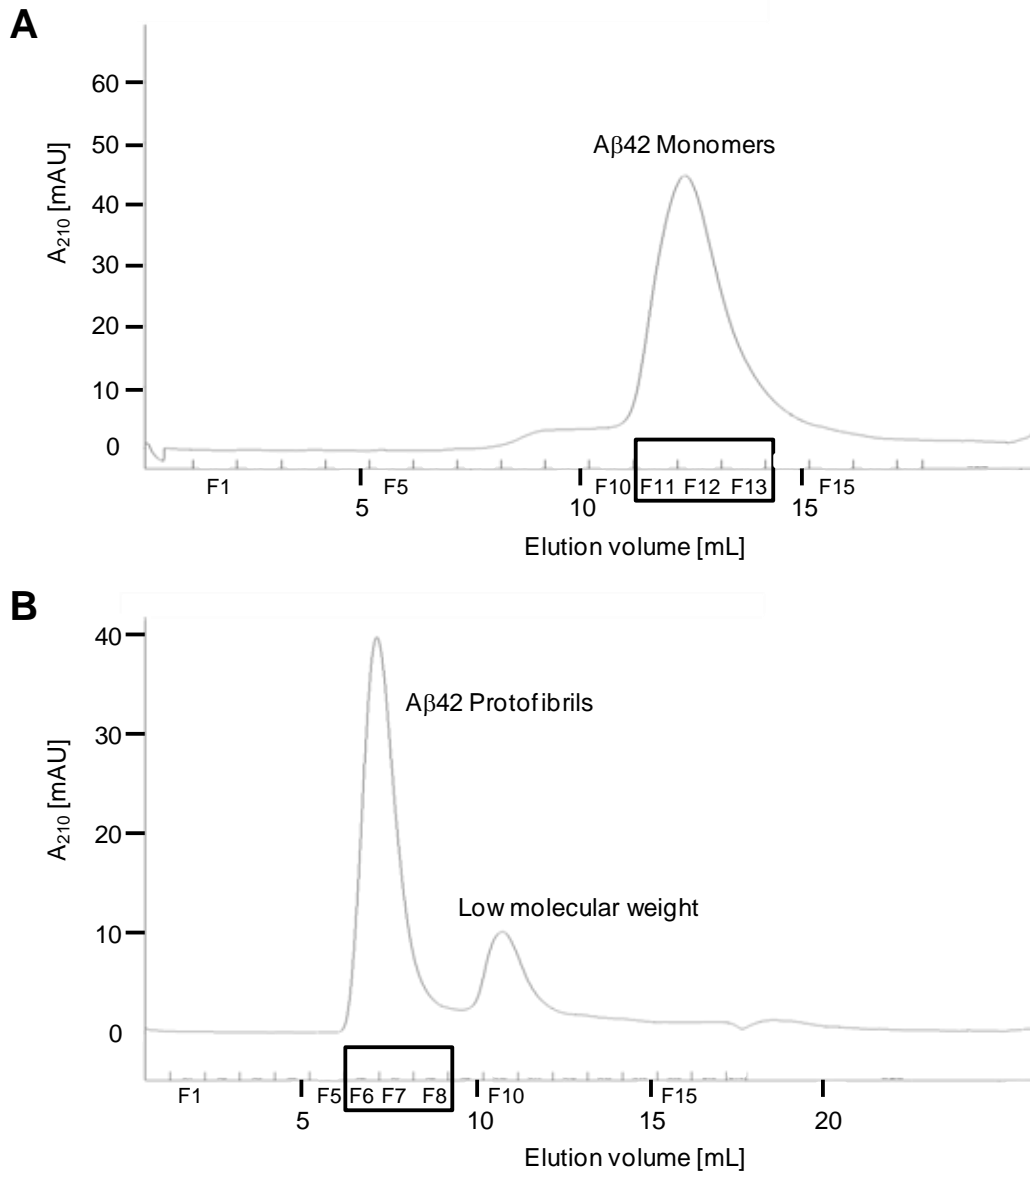 A
60
50
40
30
20
10
0
A210 [mAU]
Aβ42 Monomers
F1 F5 F10 F11 F12 F13 F15
5 10 15
Elution volume [mL]
B
40
30
20
10
0
A210 [mAU]
Aβ42 Protofibrils
Low molecular weight
F1 F5 F6 F7 F8 F10 F15
5 10 15 20
Elution volume [mL]